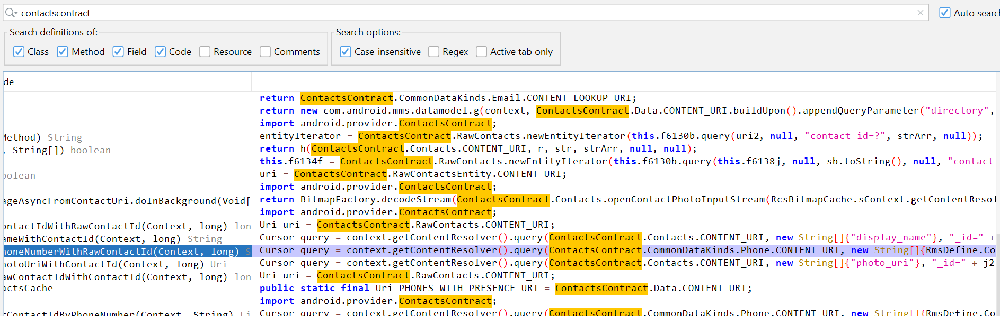 contactscontract
Auto search
Search definitions of:
Search options:
Class Method Field Code Resource Comments
Case-insensitive Regex Active tab only
de
return ContactsContract.CommonDataKinds.Email.CONTENT_LOOKUP_URI;
return new com.android.mms.datamodel.g(context, ContactsContract.Data.CONTENT_URI.buildUpon().appendQueryParameter("directory",
import android.provider.ContactsContract;
Method) String entityIterator = ContactsContract.RawContacts.newEntityIterator(this.f6130b.query(uri2, null, "contact_id=?", strArr, null));
, String[]) boolean return h(ContactsContract.Contacts.CONTENT_URI, r, str, strArr, null, null);
this.f6134f = ContactsContract.RawContacts.newEntityIterator(this.f6130b.query(this.f6138j, null, sb.toString(), null, "contact_
boolean uri = ContactsContract.RawContactsEntity.CONTENT_URI;
import android.provider.ContactsContract;
ageAsyncFromContactUri.doInBackground(Void[ return BitmapFactory.decodeStream(ContactsContract.Contacts.openContactPhotoInputStream(RcsBitmapCache.sContext.getContentResol
import android.provider.ContactsContract;
ontactIdWithRawContactId(Context, long) lon Uri uri = ContactsContract.RawContacts.CONTENT_URI;
ameWithContactId(Context, long) String Cursor query = context.getContentResolver().query(ContactsContract.Contacts.CONTENT_URI, new String[]{"display_name"}, "_id=" +
honeNumberWithRawContactId(Context, long) S Cursor query = context.getContentResolver().query(ContactsContract.CommonDataKinds.Phone.CONTENT_URI, new String[]{RmsDefine.Co
hotoUriWithContactId(Context, long) Uri Cursor query = context.getContentResolver().query(ContactsContract.Contacts.CONTENT_URI, new String[]{"photo_uri"}, "_id=" + j2
awContactIdWithContactId(Context, long) lon Uri uri = ContactsContract.RawContacts.CONTENT_URI;
actsCache public static final Uri PHONES_WITH_PRESENCE_URI = ContactsContract.Data.CONTENT_URI;
import android.provider.ContactsContract;
tContactIdByPhoneNumber(Context, String) Li Cursor query = context.getContentResolver().query(ContactsContract.CommonDataKinds.Phone.CONTENT_URI, new String[]{RmsDefine.Co